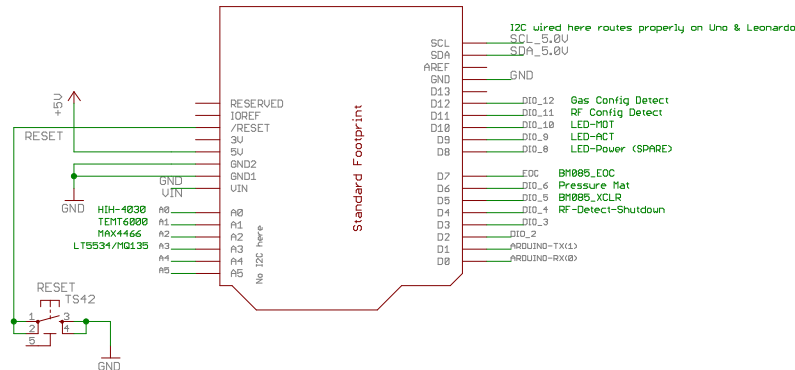 I2C wired here routes properly on Uno & Leonardo
SCL SCL_5.0V
SDA SDA_5.0V
AREF
GND GND
D13
+5V
RESERVED D12 DIO_12 Gas Config Detect
IOREF D11 DIO_11 RF Config Detect
RESET /RESET D10 DIO_10 LED-MOT
3V D9 DIO_9 LED-ACT
5V D8 DIO_8 LED-Power (SPARE)
GND2
GND GND1 D7 EOC BM085_EOC
VIN VIN D6 DIO_6 Pressure Mat
GND D5 DIO_5 BM085_XCLR
HIH-4030 A0 A0 D4 DIO_4 RF-Detect-Shutdown
TEMT6000 A1 A1 D3 DIO_3
MAX4466 A2 A2 D2 DIO_2
LT5534/MQ135 A3 A3 D1 ARDUINO-TX(1)
A4 A4 D0 ARDUINO-RX(0)
A5 A5
No I2C here
Standard Footprint
RESET
TS42
1 3
2 4
5
GND